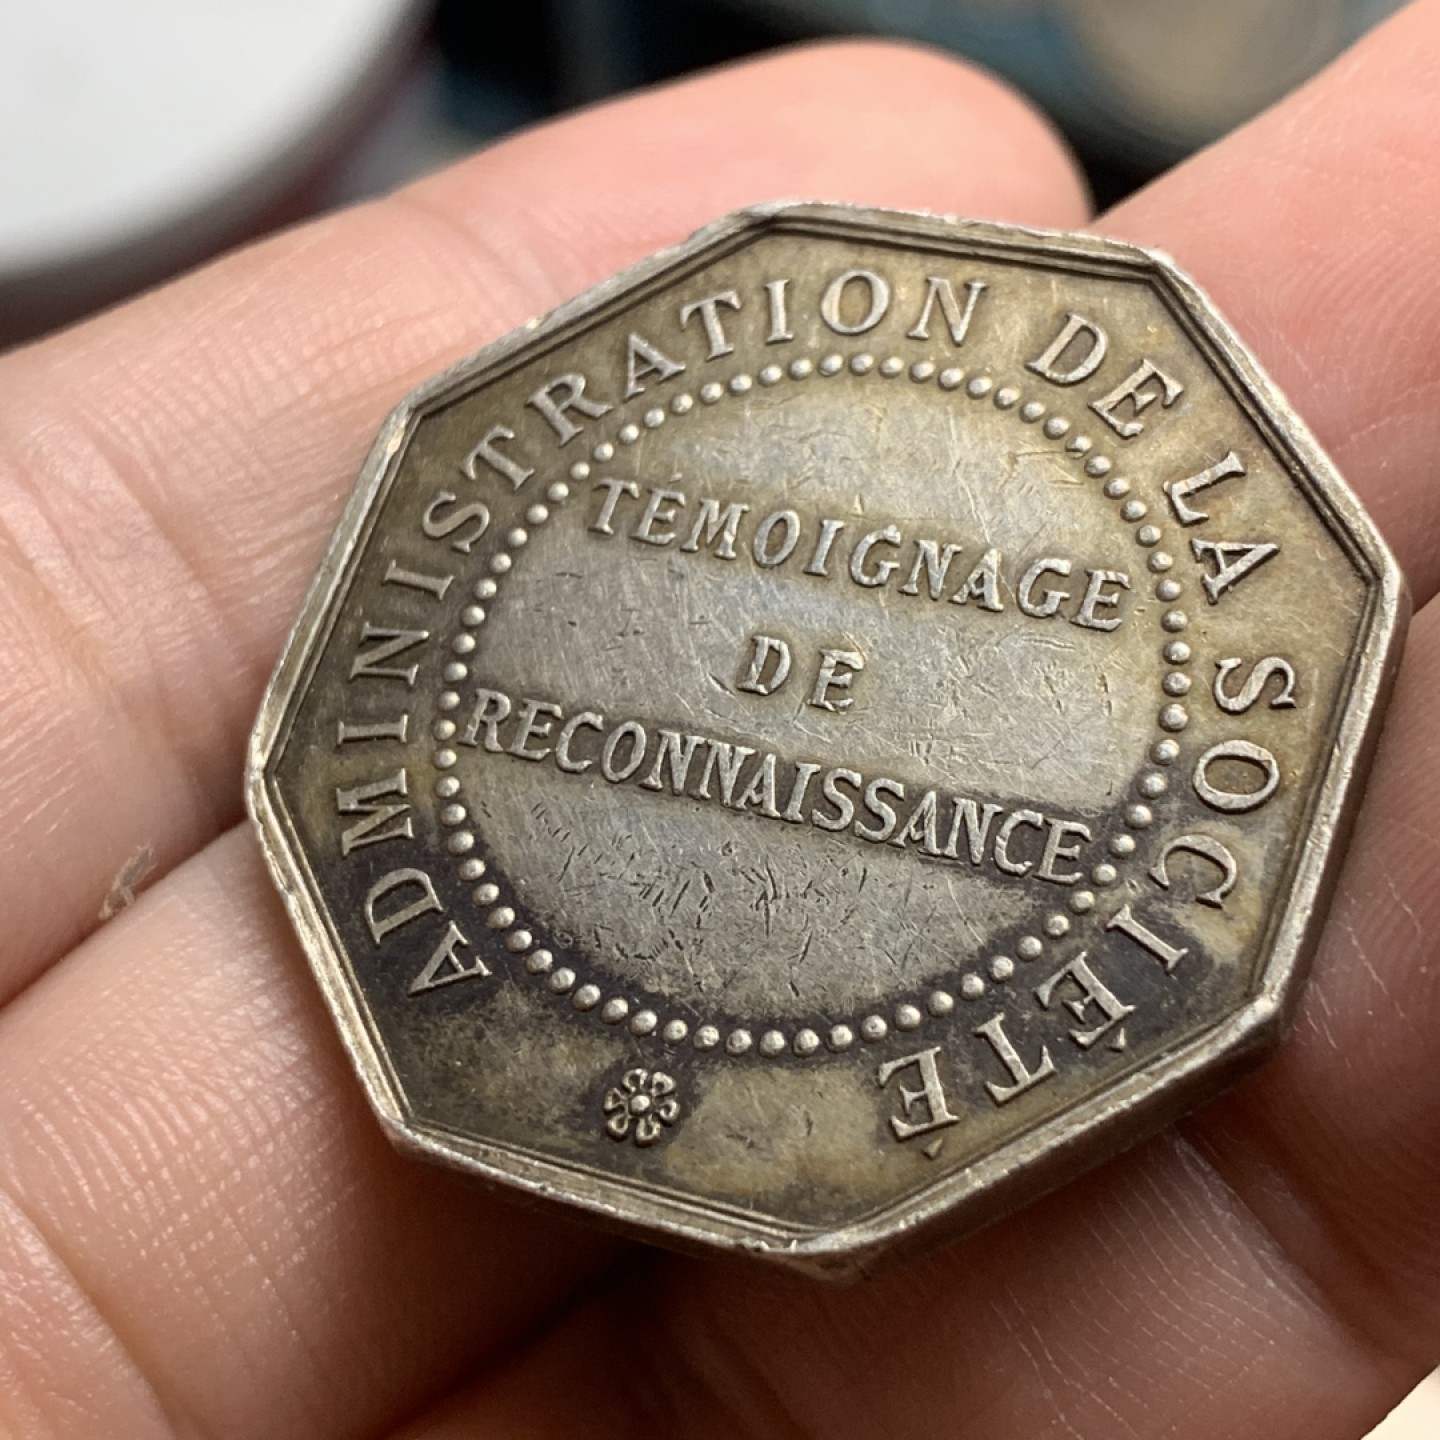 ADMINISTRATION DE LA SOCIÉTÉ
TÉMOIGNAGE
DE
RECONNAISSANCE